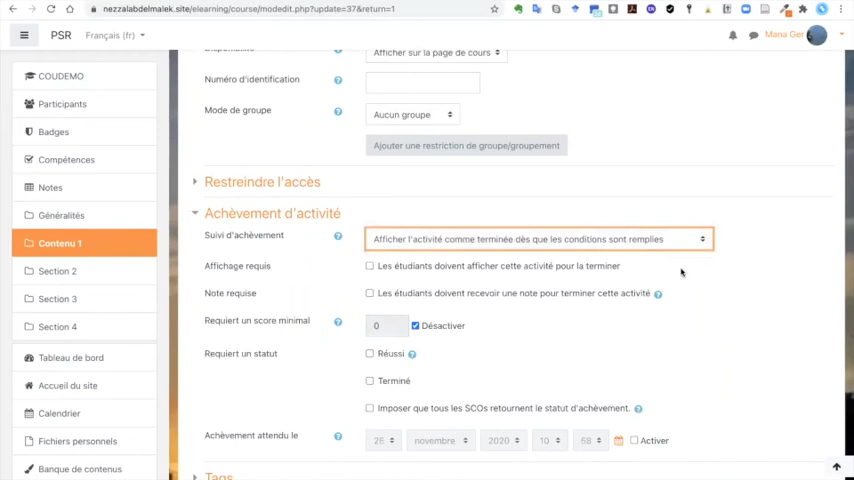 nezzalabdelmalek.site/elearning/course/modedit.php?update=37&return=1
PSR Français (fr) Mana Ger
COUDEMO
Participants
Badges
Compétences
Notes
Généralités
Contenu 1
Section 2
Section 3
Section 4
Tableau de bord
Accueil du site
Calendrier
Fichiers personnels
Banque de contenus
Disponibilité Afficher sur la page de cours
Numéro d'identification
Mode de groupe Aucun groupe
Ajouter une restriction de groupe/groupement
Restreindre l'accès
Achèvement d'activité
Suivi d'achèvement Afficher l'activité comme terminée dès que les conditions sont remplies
Affichage requis Les étudiants doivent afficher cette activité pour la terminer
Note requise Les étudiants doivent recevoir une note pour terminer cette activité
Requiert un score minimal 0 Désactiver
Requiert un statut Réussi
Terminé
Imposer que tous les SCOs retournent le statut d'achèvement.
Achèvement attendu le 26 novembre 2020 10 58 Activer
Tags